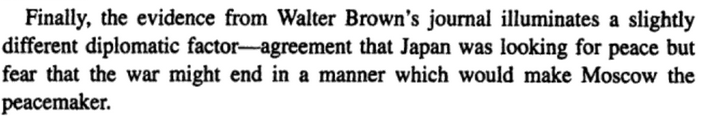 Finally, the evidence from Walter Brown's journal illuminates a slightly
different diplomatic factor—agreement that Japan was looking for peace but
fear that the war might end in a manner which would make Moscow the
peacemaker.